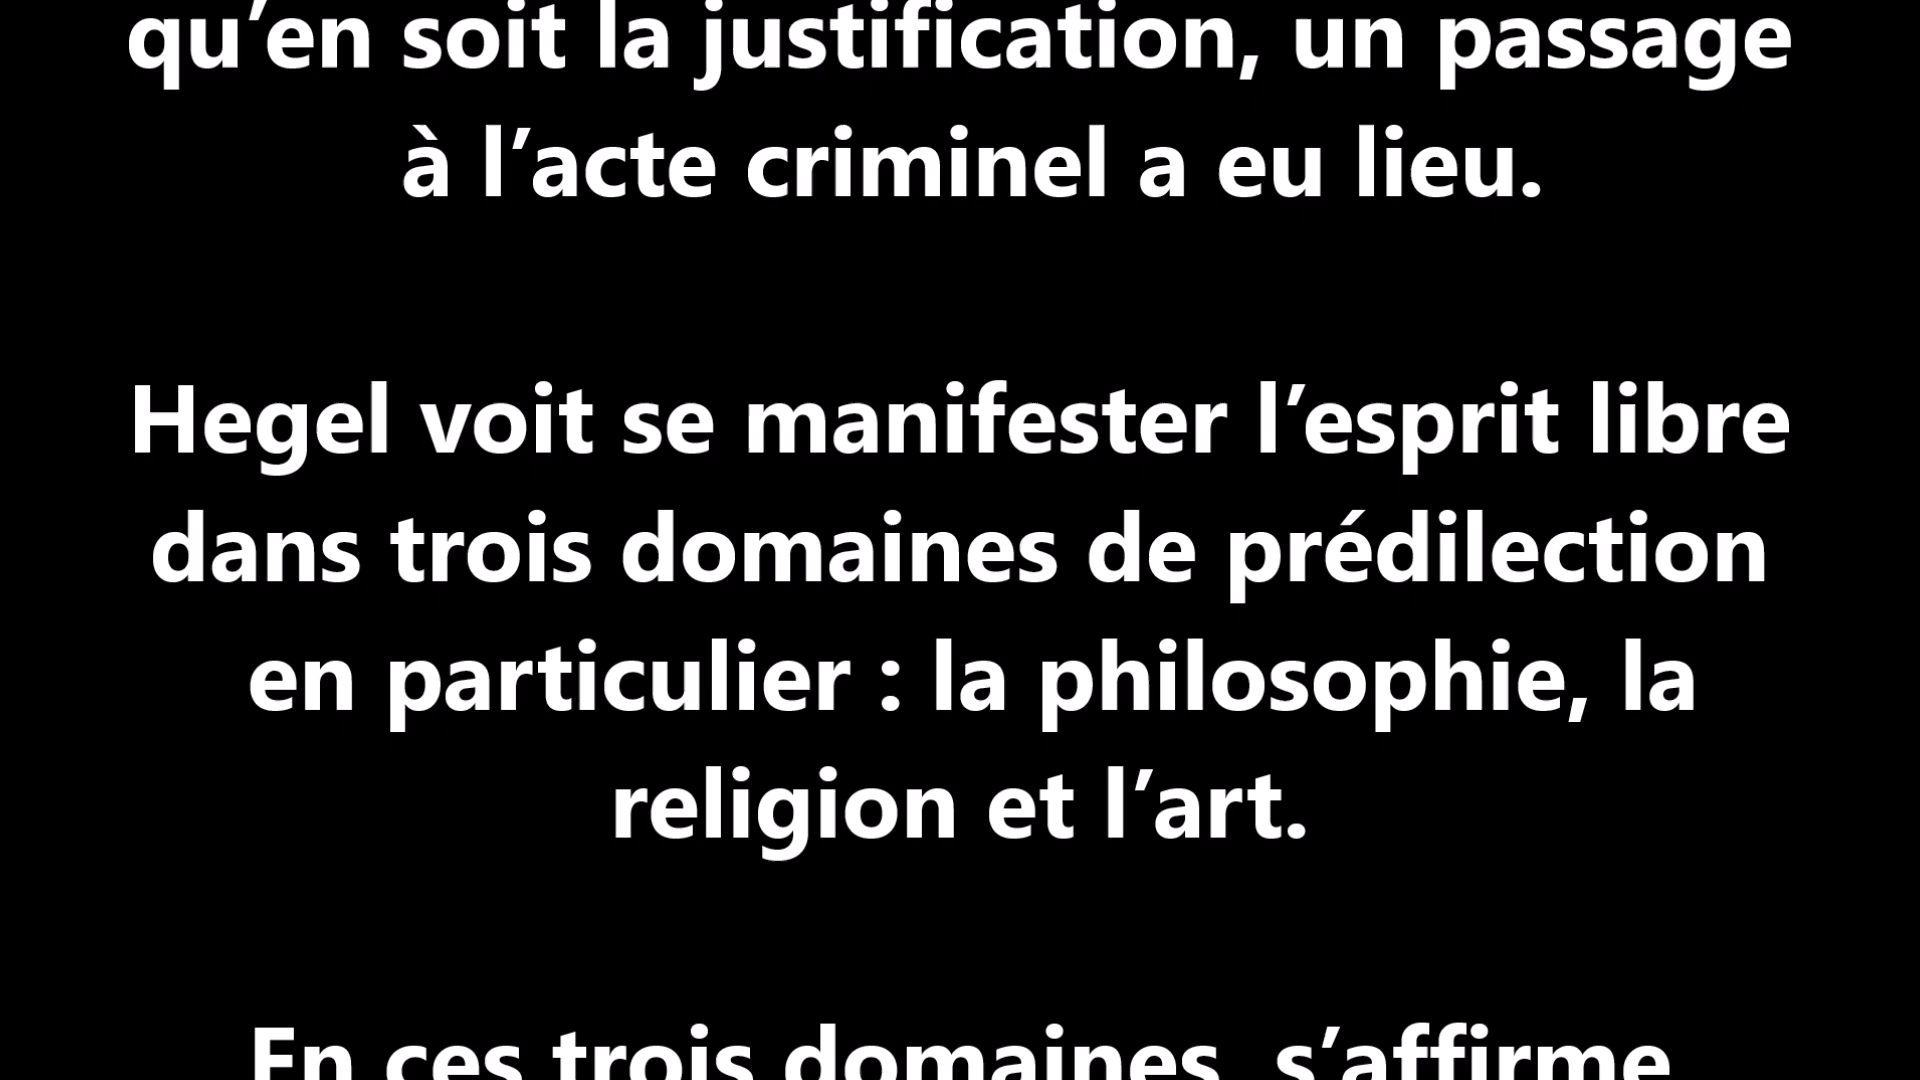 qu’en soit la justification, un passage
à l’acte criminel a eu lieu.
Hegel voit se manifester l’esprit libre
dans trois domaines de prédilection
en particulier : la philosophie, la
religion et l’art.
En ces trois domaines, s’affirme